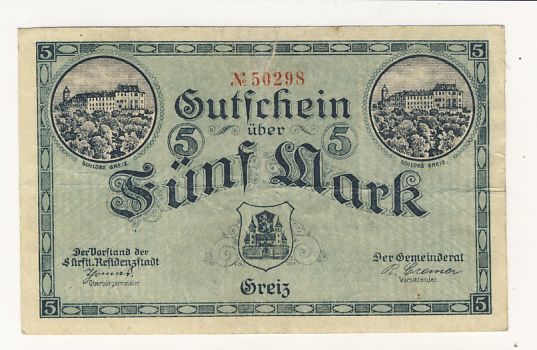 5 5
№ 50298
Gutschein
über
5 5
Fünf Mark
SCHLOSS GREIZ.
SCHLOSS GREIZ.
Der Vorstand der
Fürstl. Residenzstadt
Oberbürgermeister
Der Gemeinderat
R. Cremer
Vorsitzender.
Greiz
5 5